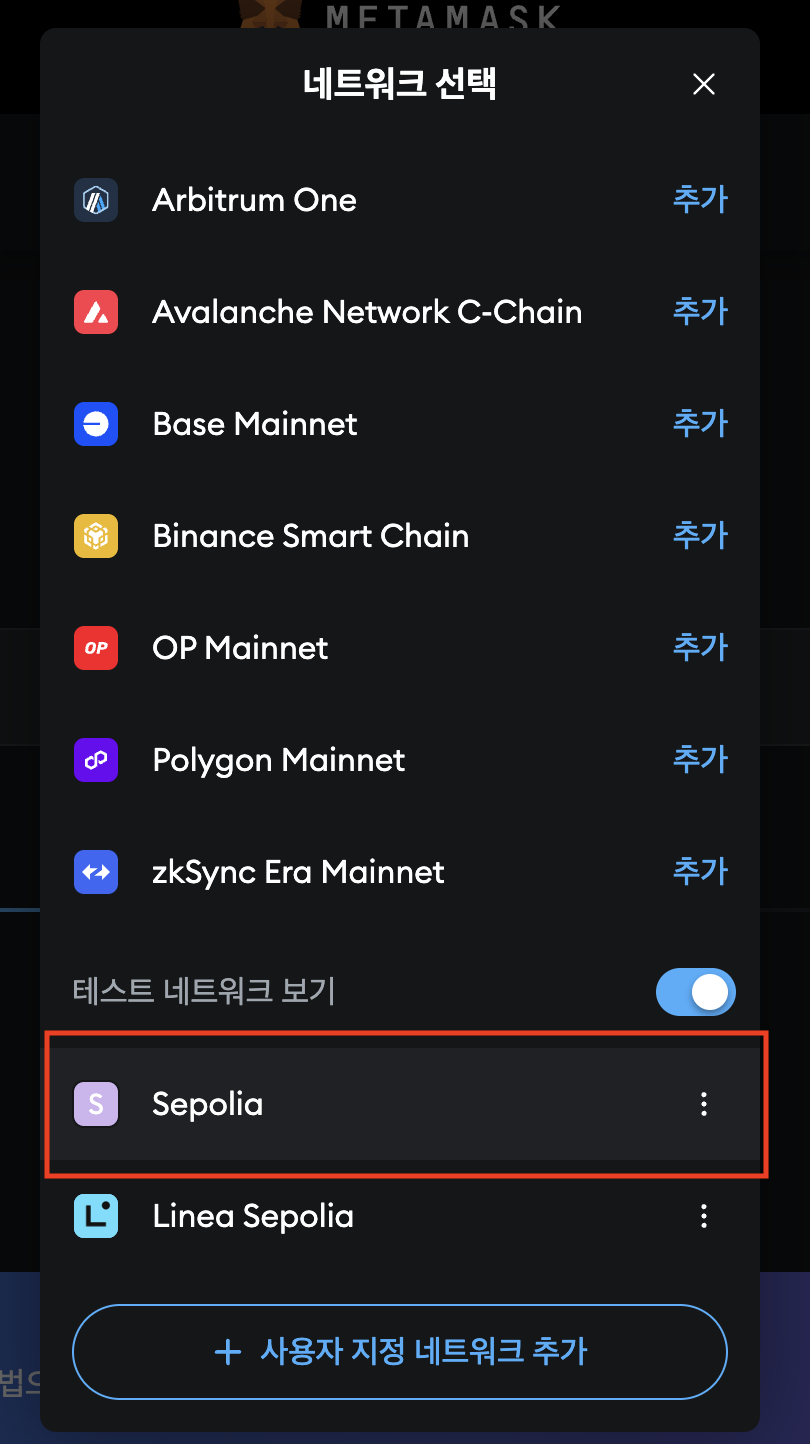 METAMASK
네트워크 선택
Arbitrum One 추가
Avalanche Network C-Chain 추가
Base Mainnet 추가
Binance Smart Chain 추가
OP OP Mainnet 추가
Polygon Mainnet 추가
zkSync Era Mainnet 추가
테스트 네트워크 보기
S Sepolia
L Linea Sepolia
+ 사용자 지정 네트워크 추가